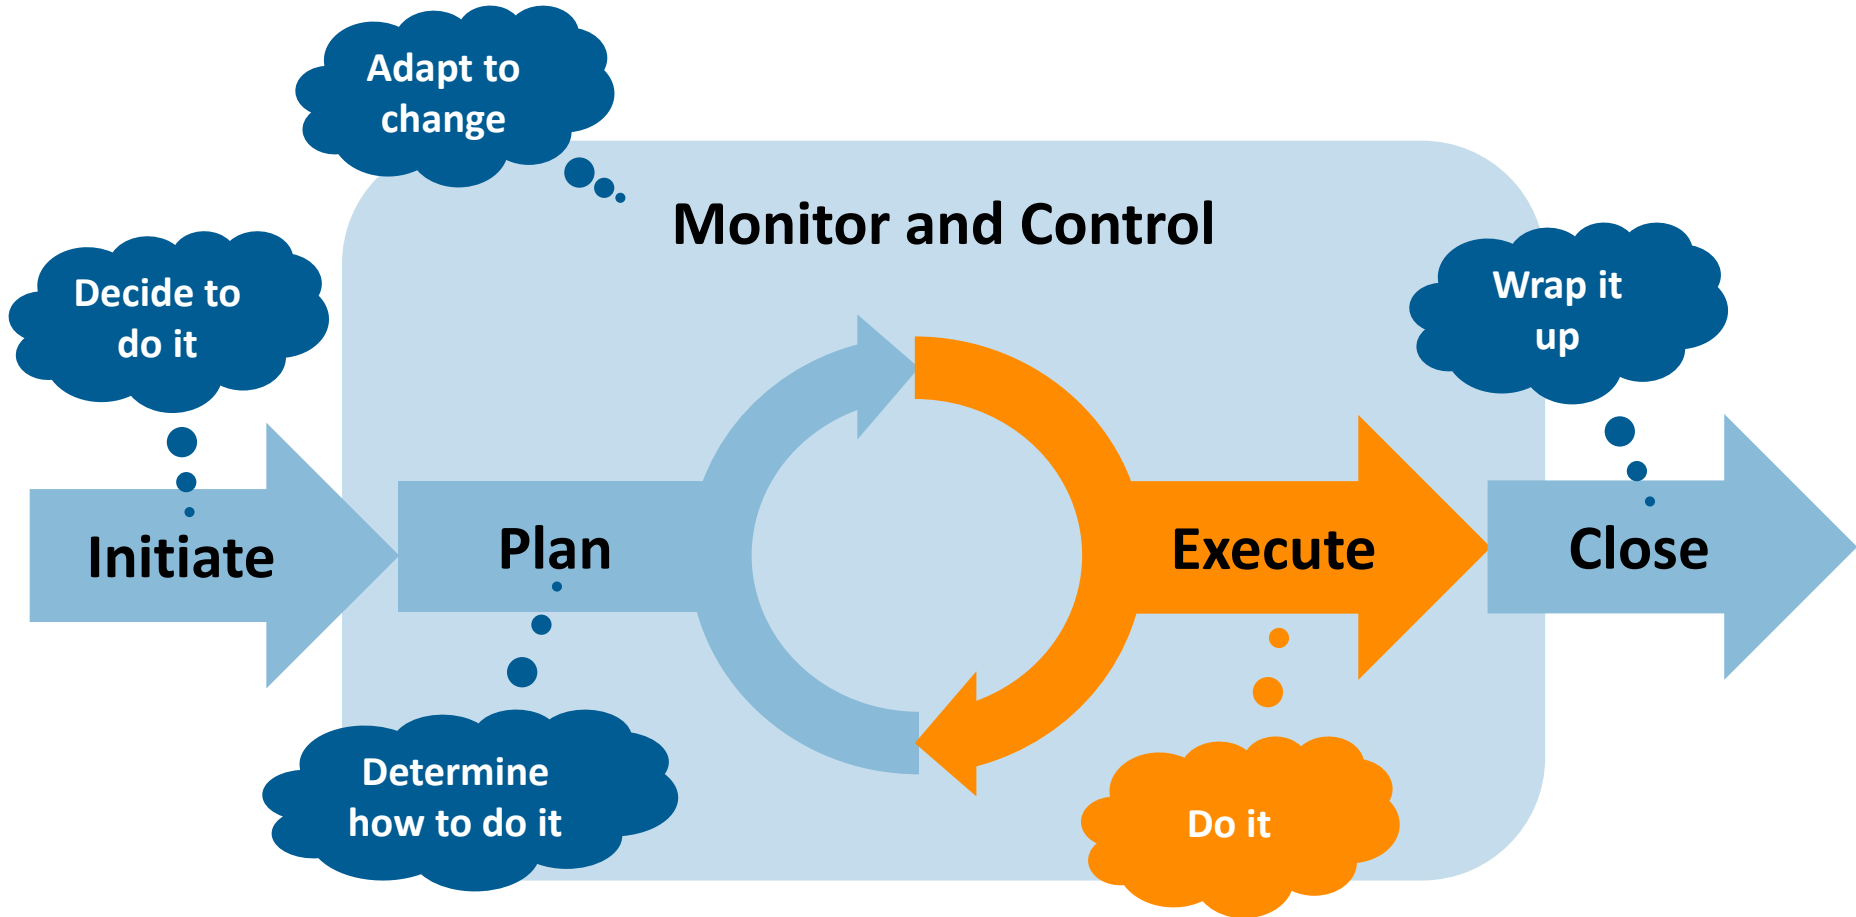 Adapt to
change
Monitor and Control
Decide to
do it
Wrap it
up
Initiate
Plan
Execute
Close
Determine
how to do it
Do it